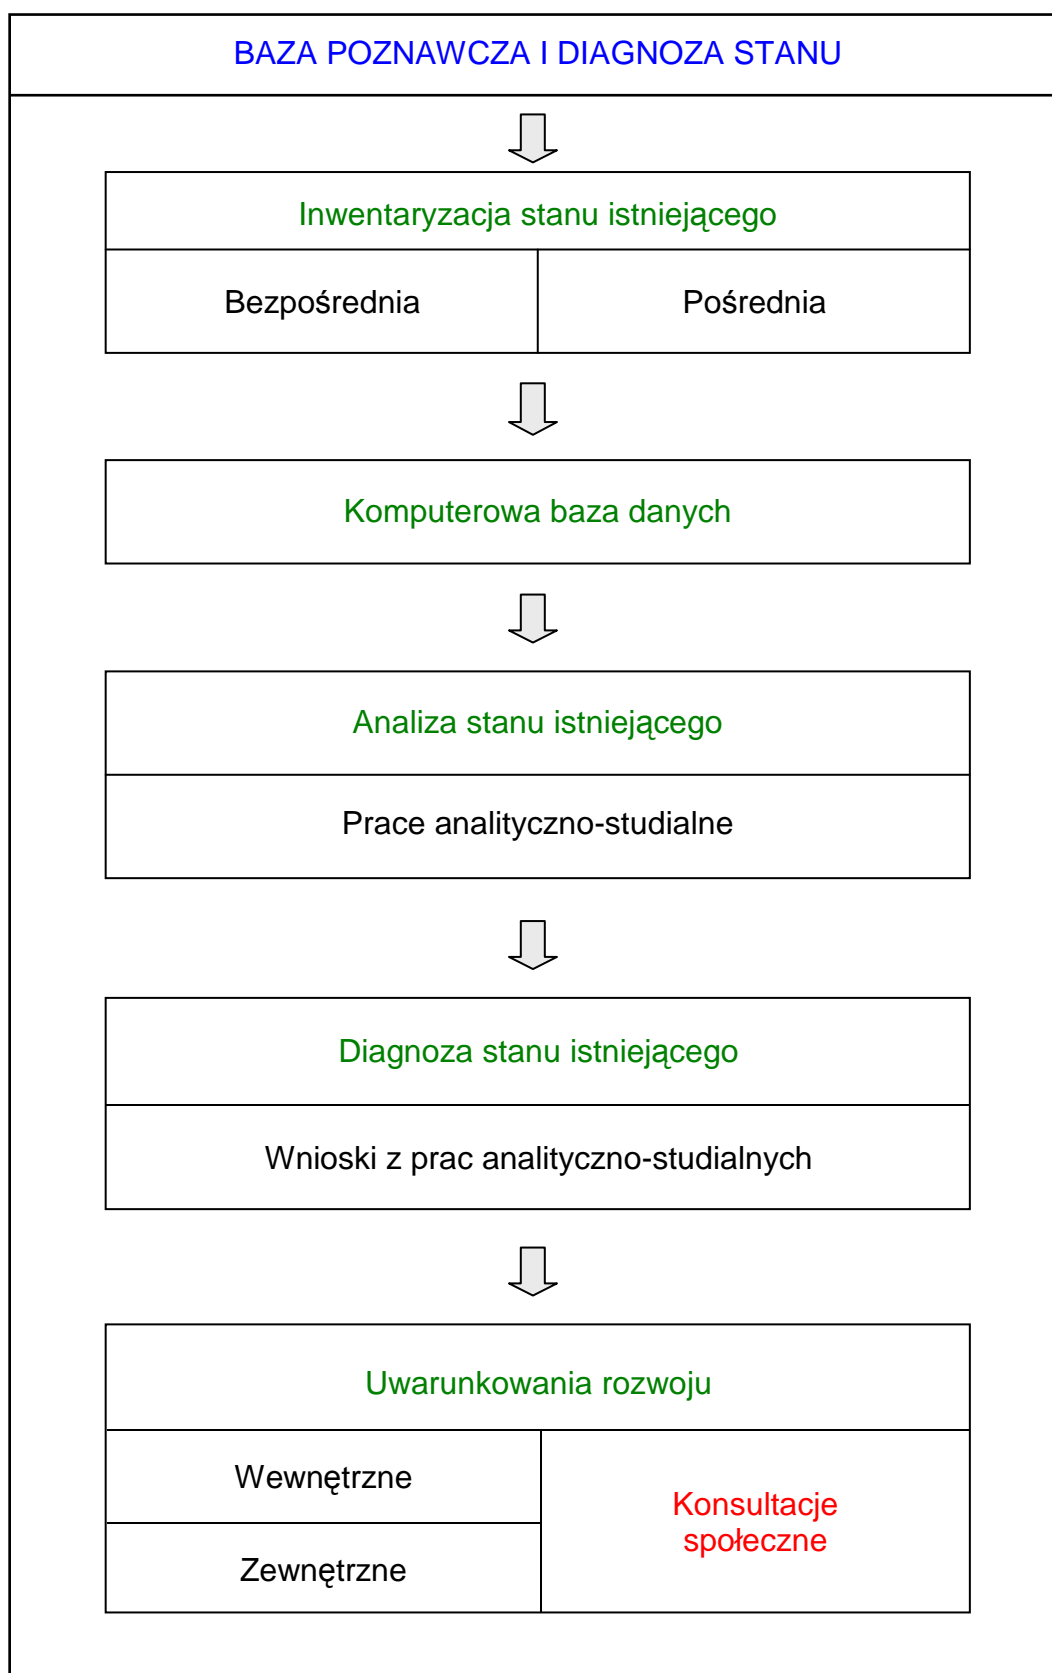 BAZA POZNAWCZA I DIAGNOZA STANU
Inwentaryzacja stanu istniejącego
Bezpośrednia
Pośrednia
Komputerowa baza danych
Analiza stanu istniejącego
Prace analityczno-studialne
Diagnoza stanu istniejącego
Wnioski z prac analityczno-studialnych
Uwarunkowania rozwoju
Wewnętrzne
Zewnętrzne
Konsultacje
społeczne